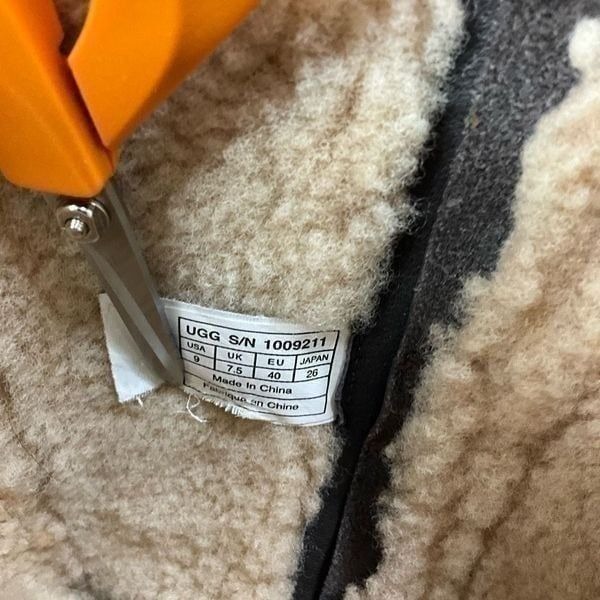 UGG S/N 1009211
USA UK EU JAPAN
9 7.5 40 26
Made In China
Fabriqué en Chine